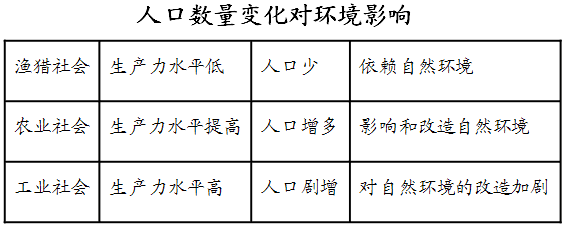 人口数量变化对环境影响
渔猎社会 生产力水平低 人口少 依赖自然环境
农业社会 生产力水平提高 人口增多 影响和改造自然环境
工业社会 生产力水平高 人口剧增 对自然环境的改造加剧